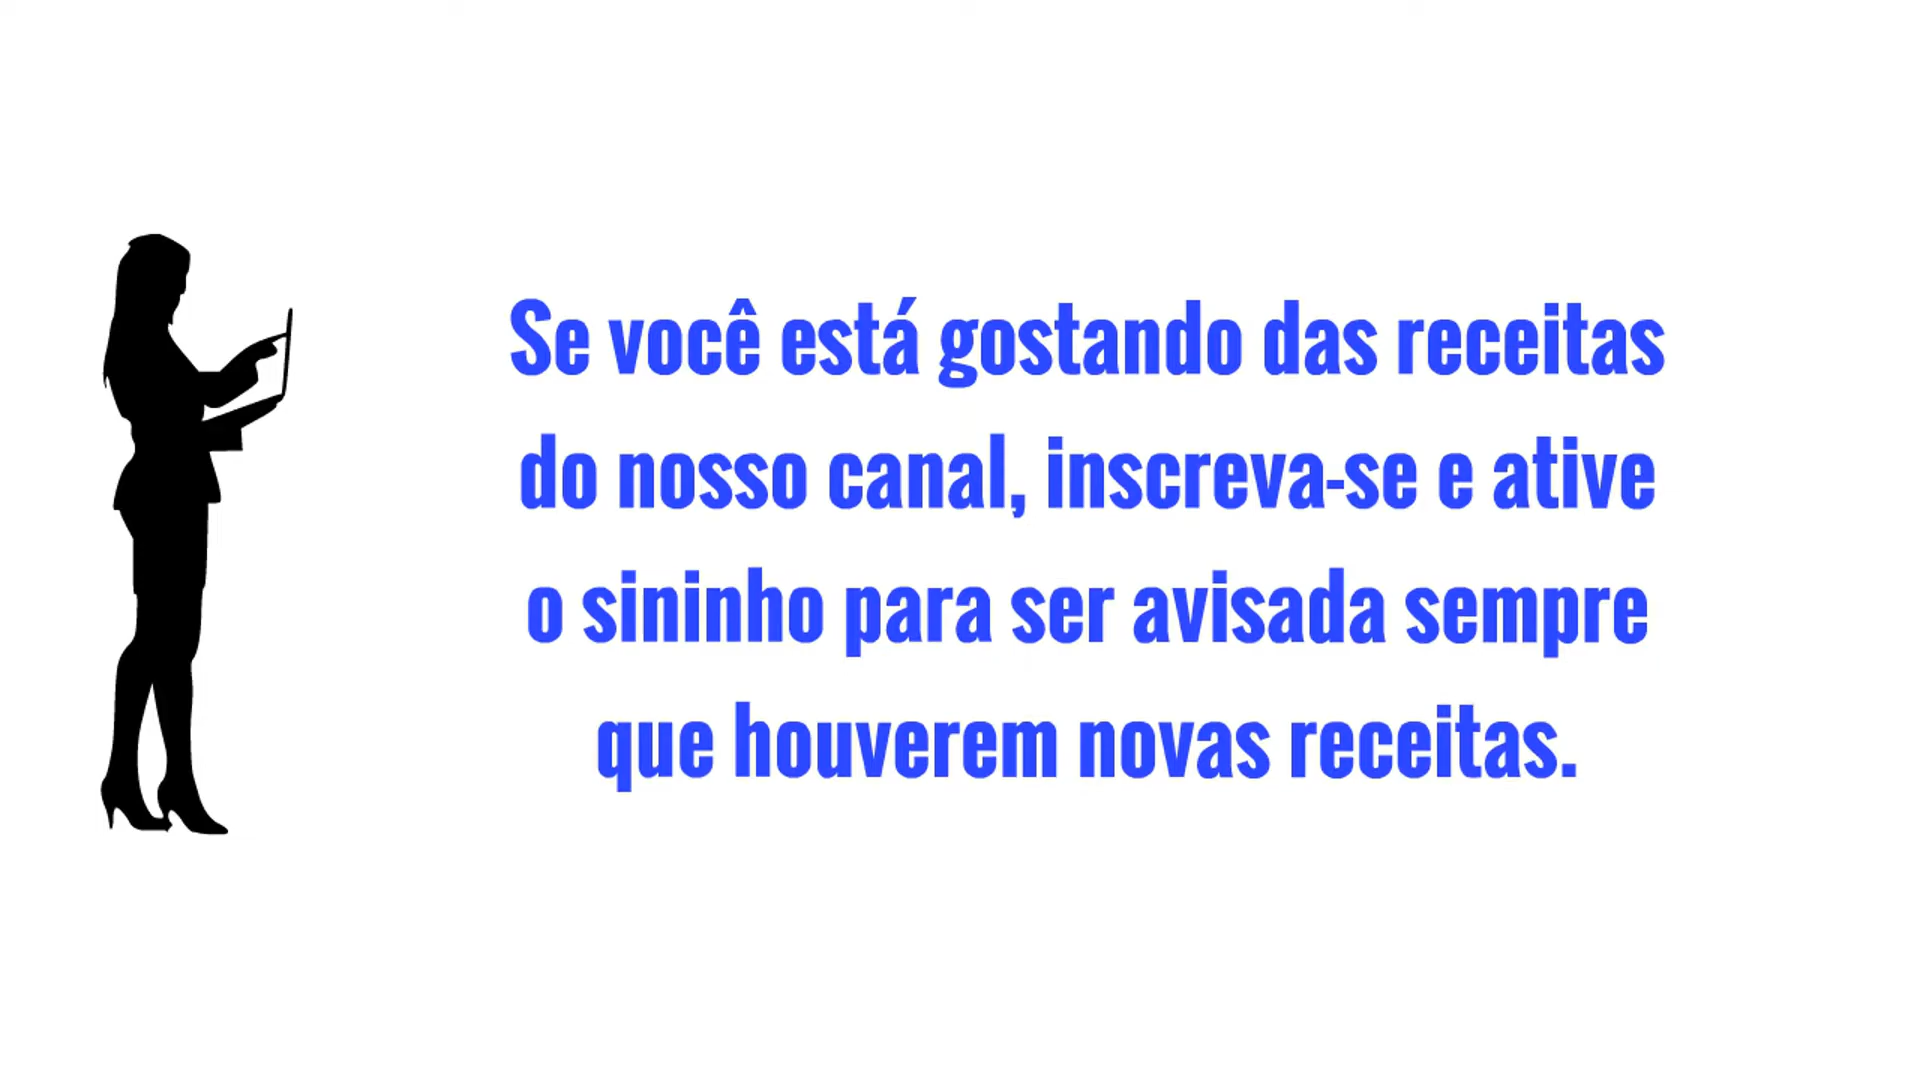 Se você está gostando das receitas
do nosso canal, inscreva-se e ative
o sininho para ser avisada sempre
que houverem novas receitas.